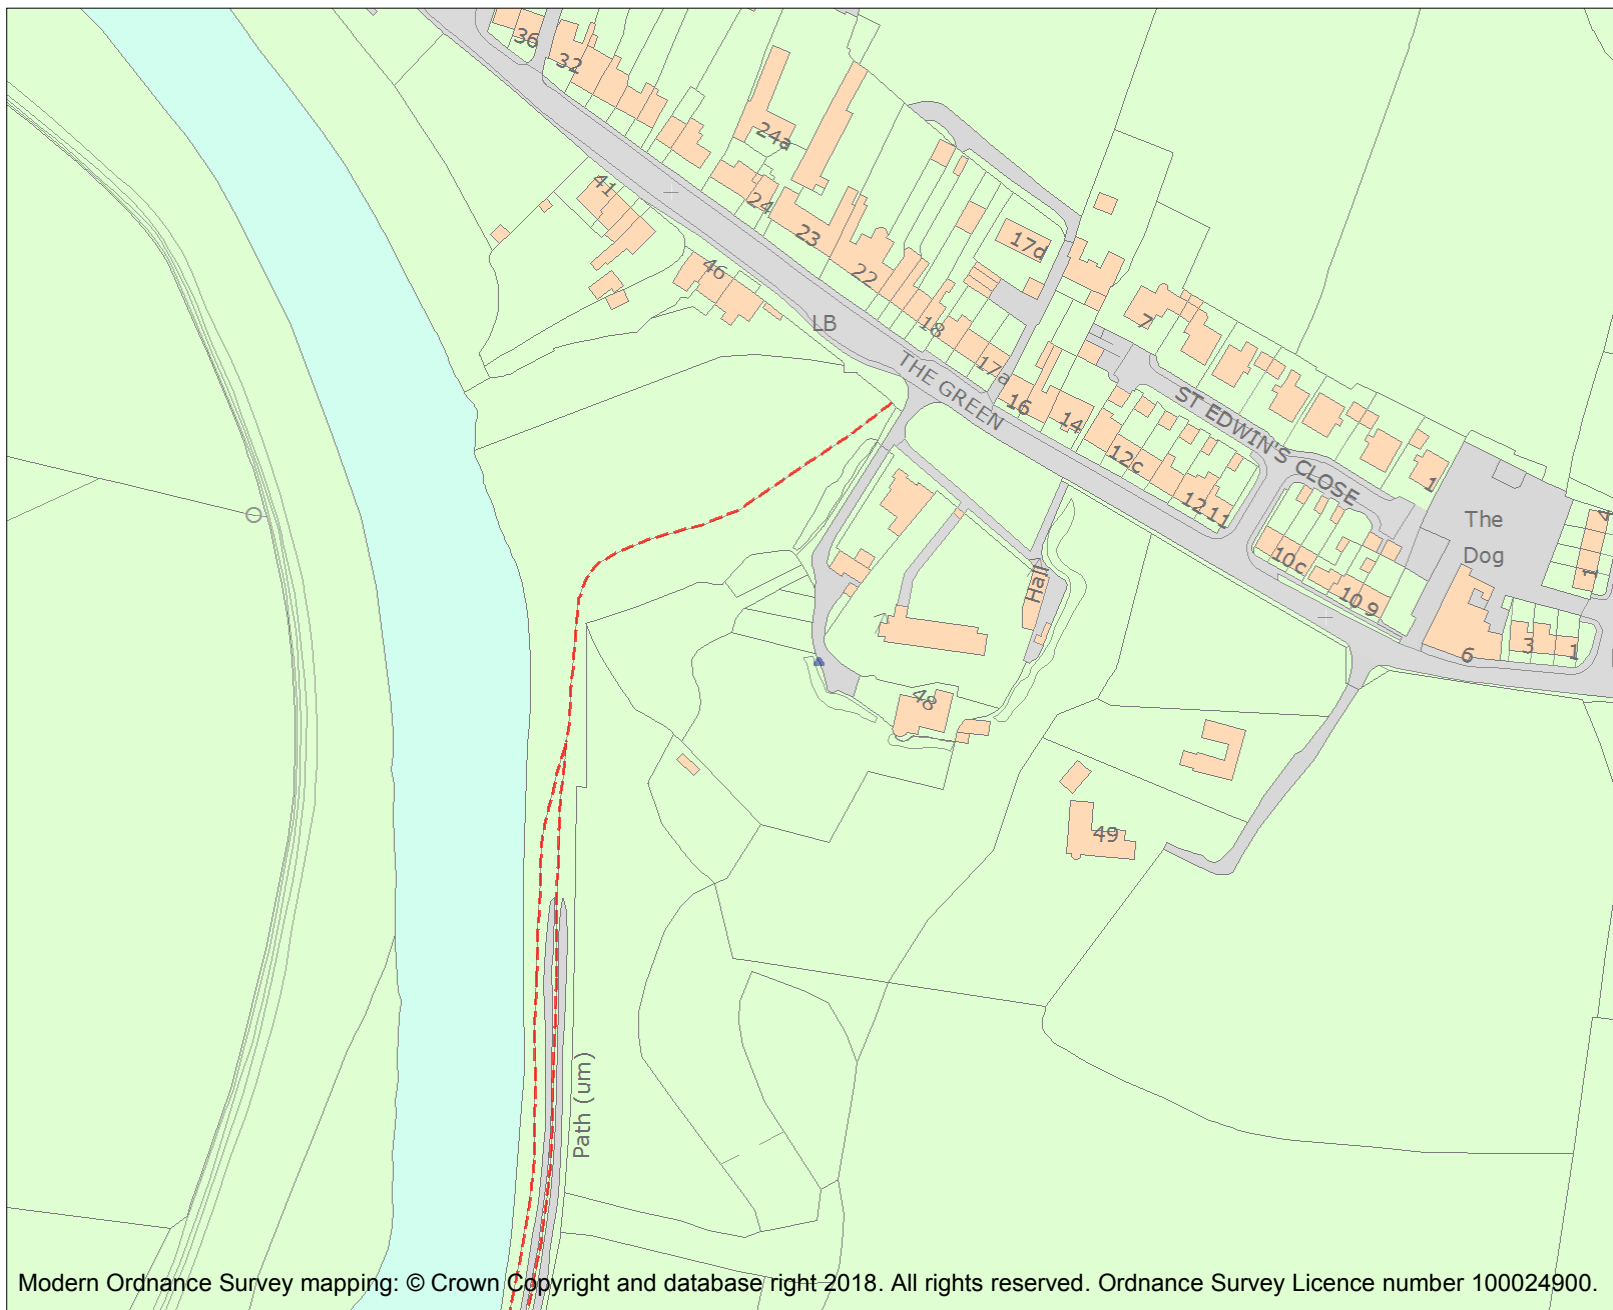 36
32
24a
41
24
23
17d
46
22
7
LB
18
17a
THE GREEN
16
14
ST EDWIN'S CLOSE
12c
12
11
1
The
Dog
4
1
10c
10
9
Hall
6
3
1
48
49
Path (um)
Modern Ordnance Survey mapping: © Crown Copyright and database right 2018. All rights reserved. Ordnance Survey Licence number 100024900.